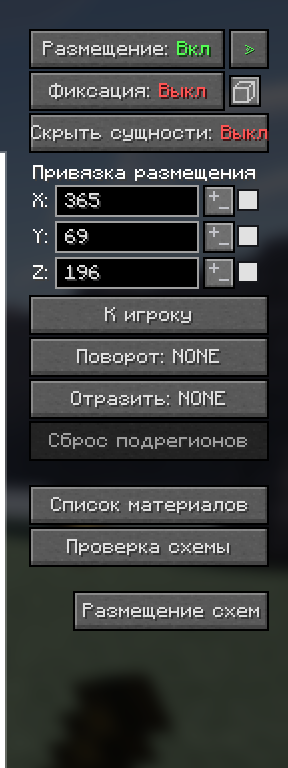 Размещение: Вкл >
Фиксация: Выкл
Скрыть сущности: Выкл
Привязка размещения
X: 365
Y: 69
Z: 196
К игроку
Поворот: NONE
Отразить: NONE
Сброс подрегионов
Список материалов
Проверка схемы
Размещение схем